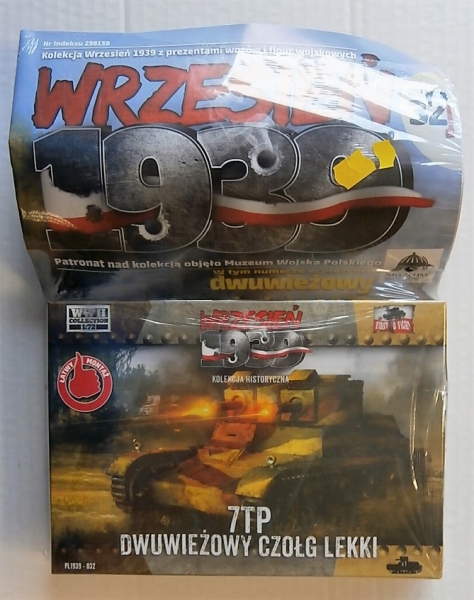 Nr indeksu 298158
Kolekcja Wrzesień 1939 z prezentami wozów i figur wojskowych
WRZESIEŃ
1939
Patronat nad kolekcją objęło Muzeum Wojska Polskiego
w tym numerze
dwuwieżowy
WWII
COLLECTION
1:72
FIRST TO FIGHT
WRZESIEŃ
1939
KOLEKCJA HISTORYCZNA
ŁATWY MONTAŻ
7TP
DWUWIEŻOWY CZOŁG LEKKI
PL1939 - 032